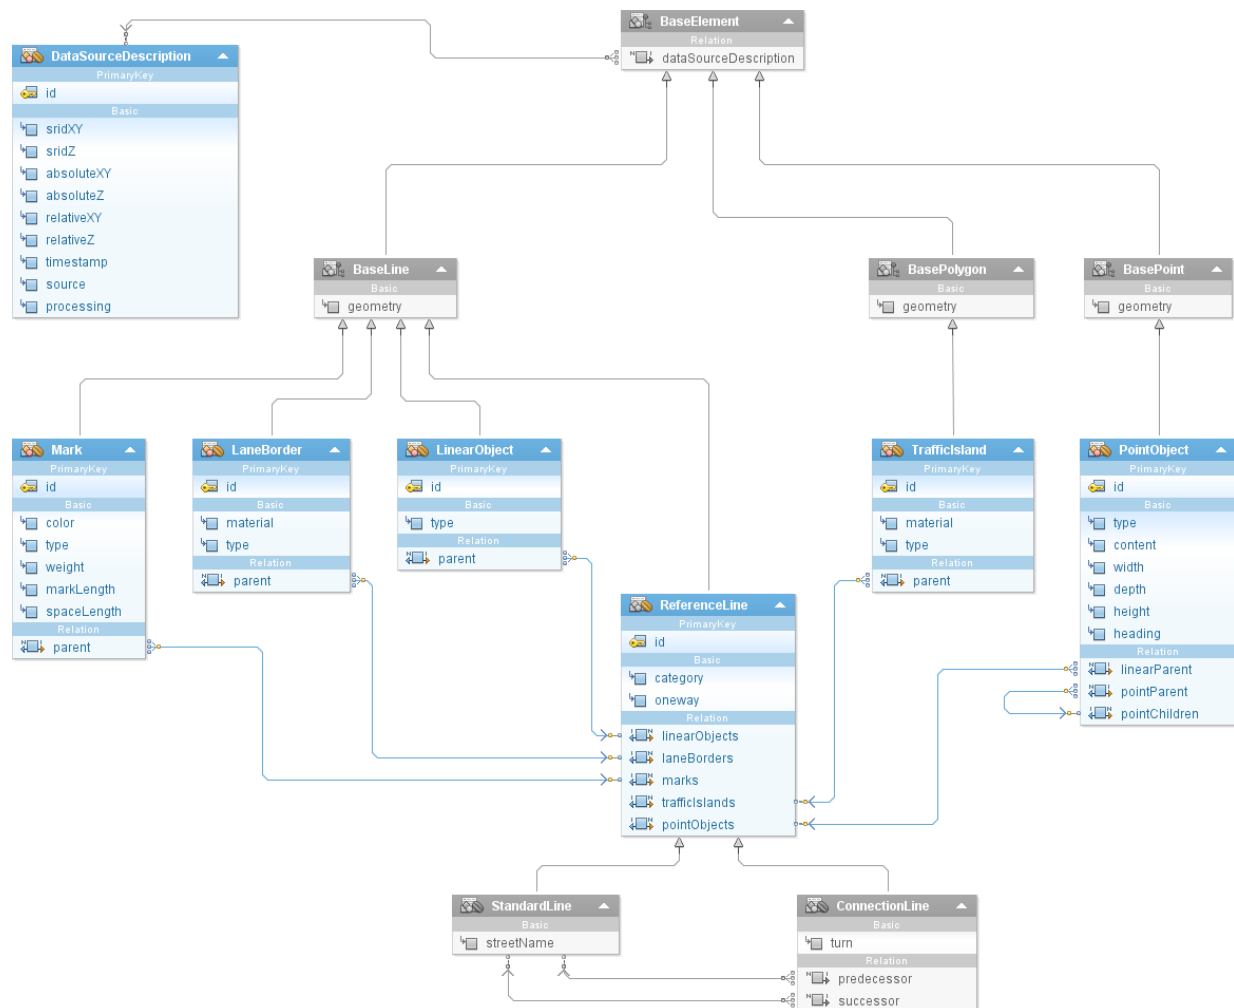 BaseElement
Relation
dataSourceDescription
DataSourceDescription
PrimaryKey
id
Basic
sridXY
sridZ
absoluteXY
absoluteZ
relativeXY
relativeZ
timestamp
source
processing
BaseLine
Basic
geometry
BasePolygon
Basic
geometry
BasePoint
Basic
geometry
Mark
PrimaryKey
id
Basic
color
type
weight
markLength
spaceLength
Relation
parent
LaneBorder
PrimaryKey
id
Basic
material
type
Relation
parent
LinearObject
PrimaryKey
id
Basic
type
Relation
parent
TrafficIsland
PrimaryKey
id
Basic
material
type
Relation
parent
PointObject
PrimaryKey
id
Basic
type
content
width
depth
height
heading
Relation
linearParent
pointParent
pointChildren
ReferenceLine
PrimaryKey
id
Basic
category
oneway
Relation
linearObjects
laneBorders
marks
trafficIslands
pointObjects
StandardLine
Basic
streetName
ConnectionLine
Basic
turn
Relation
predecessor
successor